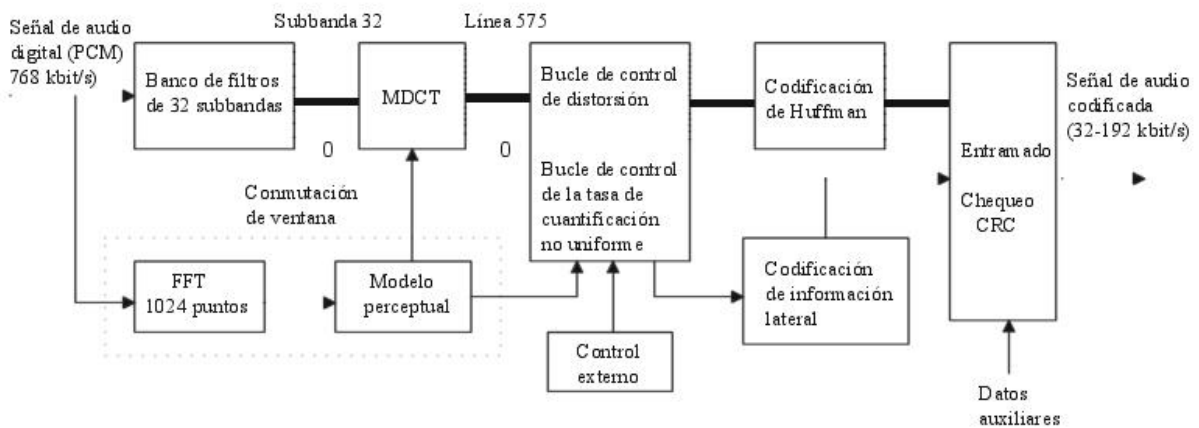 Señal de audio
digital (PCM)
768 kbit/s
Subbanda 32
Línea 575
Banco de filtros
de 32 subbandas
MDCT
0
0
Bucle de control
de distorsión
Bucle de control
de la tasa de
cuantificación
no uniforme
Codificación
de Huffman
Entramado
Chequeo
CRC
Señal de audio
codificada
(32-192 kbit/s)
Conmutación
de ventana
FFT
1024 puntos
Modelo
perceptual
Control
externo
Codificación
de información
lateral
Datos
auxiliares